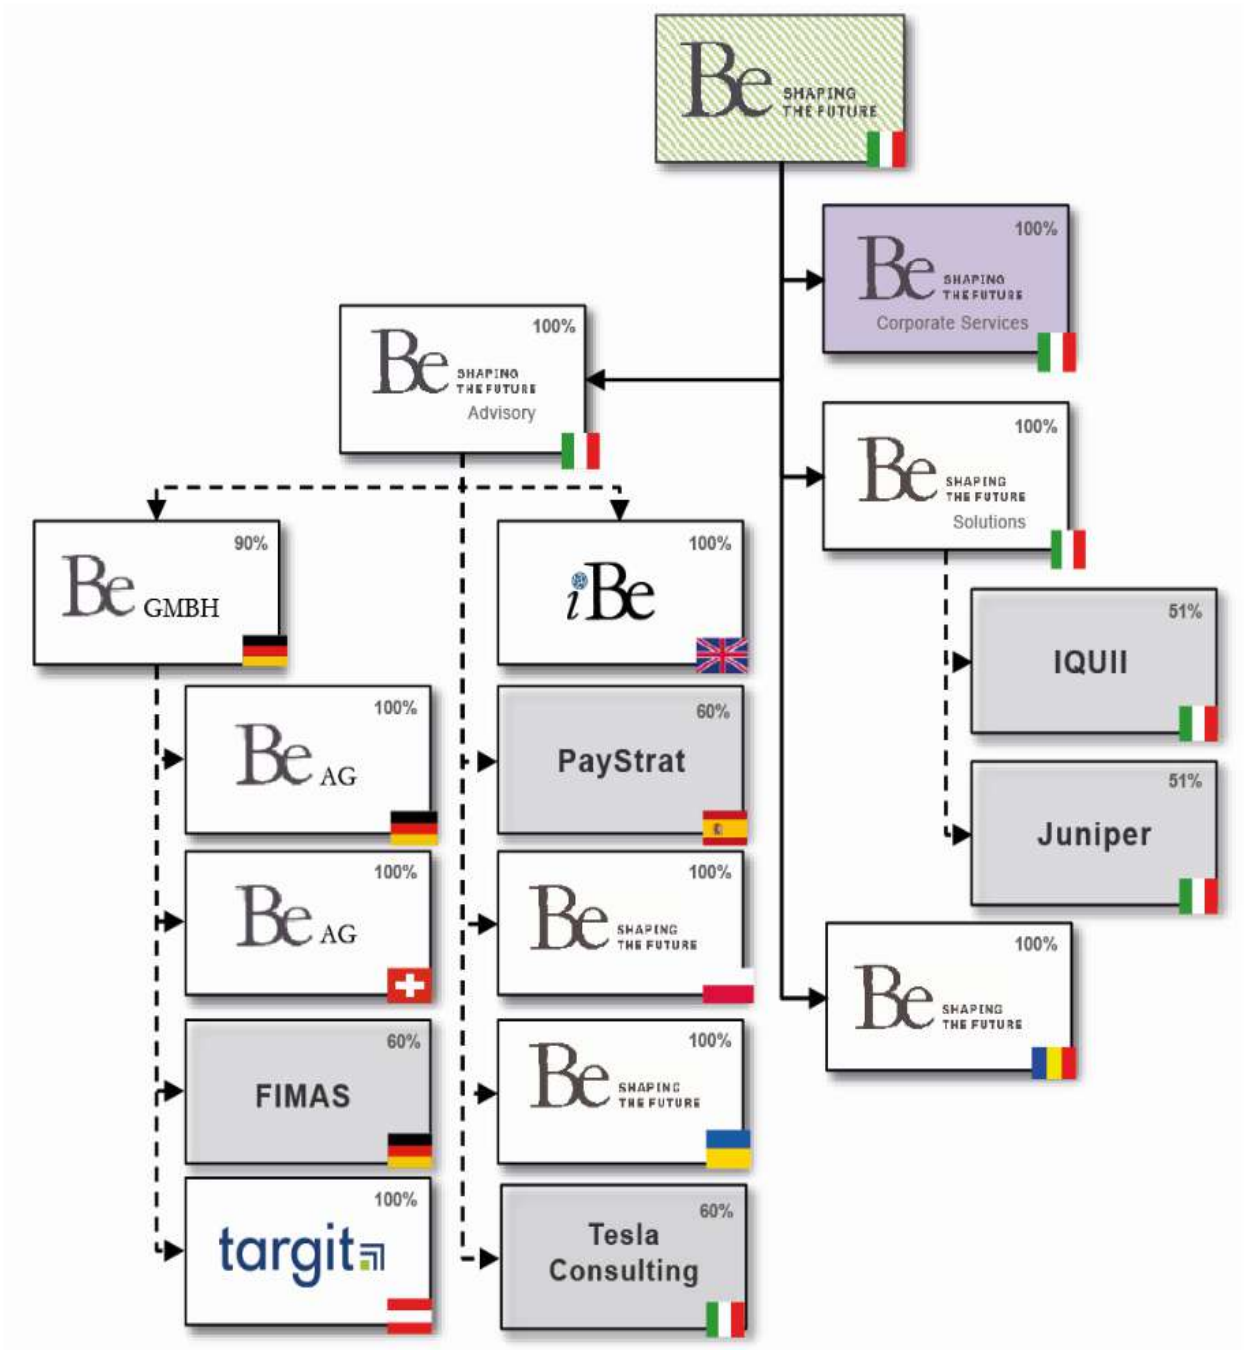 Be SHAPING
THE FUTURE
100%
Be SHAPING
THE FUTURE
Corporate Services
100%
Be SHAPING
THE FUTURE
Advisory
100%
Be SHAPING
THE FUTURE
Solutions
90%
Be GMBH
100%
iBe
51%
IQUII
100%
Be AG
60%
PayStrat
51%
Juniper
100%
Be AG
100%
Be SHAPING
THE FUTURE
100%
Be SHAPING
THE FUTURE
60%
FIMAS
100%
Be SHAPING
THE FUTURE
100%
targit
60%
Tesla
Consulting